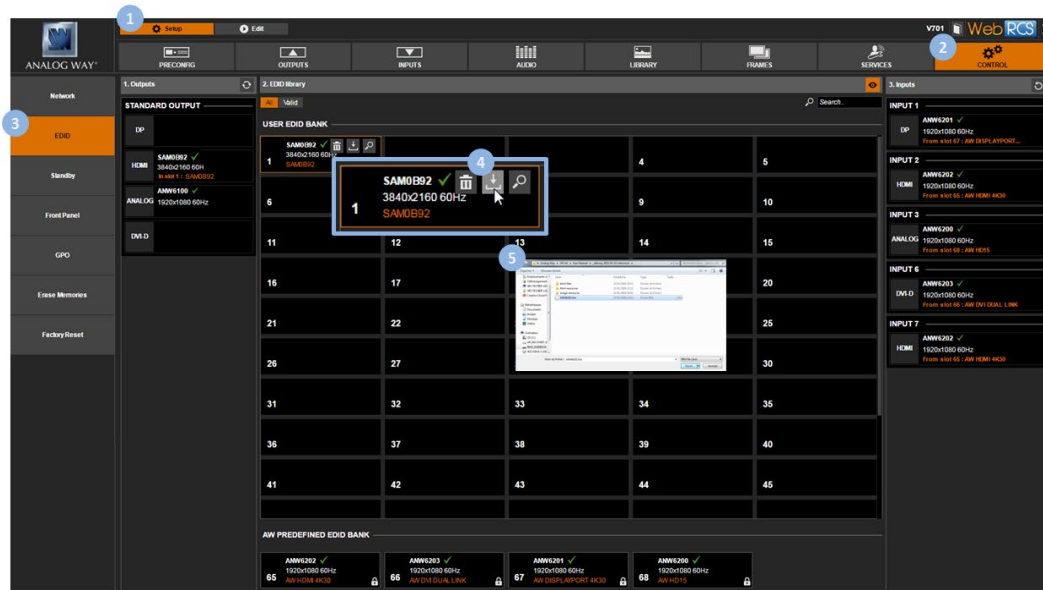 1
Setup
Edit
V701
Web RCS
ANALOG WAY
PRECONFIG
OUTPUTS
INPUTS
AUDIO
LIBRARY
FRAMES
SERVICES
2
CONTROL
Network
3
EDID
Standby
Front Panel
GPO
Erase Memories
Factory Reset
1. Outputs
STANDARD OUTPUT
DP
HDMI
SAM0B92
3840x2160 60H
In slot 1 : SAM0B92
ANALOG
ANW6100
1920x1080 60Hz
DVI-D
2. EDID library
All
Valid
Search...
USER EDID BANK
1
SAM0B92
3840x2160 60Hz
SAM0B92
4
5
6
9
10
11
12
13
14
15
16
17
20
21
22
25
26
27
30
31
32
33
34
35
36
37
38
39
40
41
42
43
44
45
4
1
SAM0B92
3840x2160 60Hz
SAM0B92
5
AW PREDEFINED EDID BANK
65
ANW6202
1920x1080 60Hz
AW HDMI 4K30
66
ANW6203
1920x1080 60Hz
AW DVI DUAL LINK
67
ANW6201
1920x1080 60Hz
AW DISPLAYPORT 4K30
68
ANW6200
1920x1080 60Hz
AW HD15
3. Inputs
INPUT 1
DP
ANW6201
1920x1080 60Hz
From slot 67 : AW DISPLAYPORT...
INPUT 2
HDMI
ANW6202
1920x1080 60Hz
From slot 65 : AW HDMI 4K30
INPUT 3
ANALOG
ANW6200
1920x1080 60Hz
From slot 68 : AW HD15
INPUT 6
DVI-D
ANW6203
1920x1080 60Hz
From slot 66 : AW DVI DUAL LINK
INPUT 7
HDMI
ANW6202
1920x1080 60Hz
From slot 65 : AW HDMI 4K30